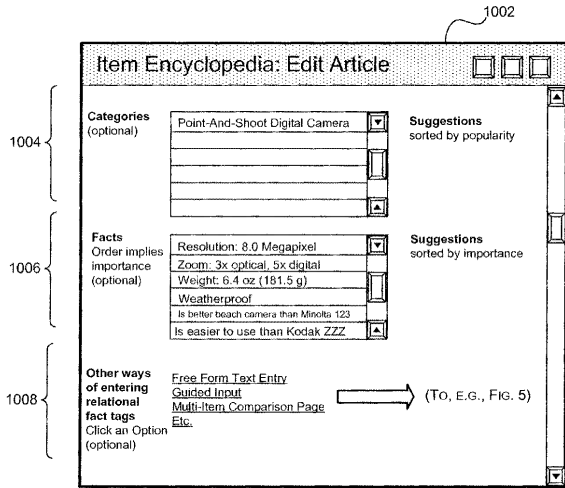 1002
Item Encyclopedia: Edit Article
1004
Categories
(optional)
Point-And-Shoot Digital Camera
Suggestions
sorted by popularity
1006
Facts
Order implies
importance
(optional)
Resolution: 8.0 Megapixel
Zoom: 3x optical, 5x digital
Weight: 6.4 oz (181.5 g)
Weatherproof
Is better beach camera than Minolta 123
Is easier to use than Kodak ZZZ
Suggestions
sorted by importance
1008
Other ways
of entering
relational
fact tags
Click an Option
(optional)
Free Form Text Entry
Guided Input
Multi-Item Comparison Page
Etc.
(TO, E.G., FIG. 5)